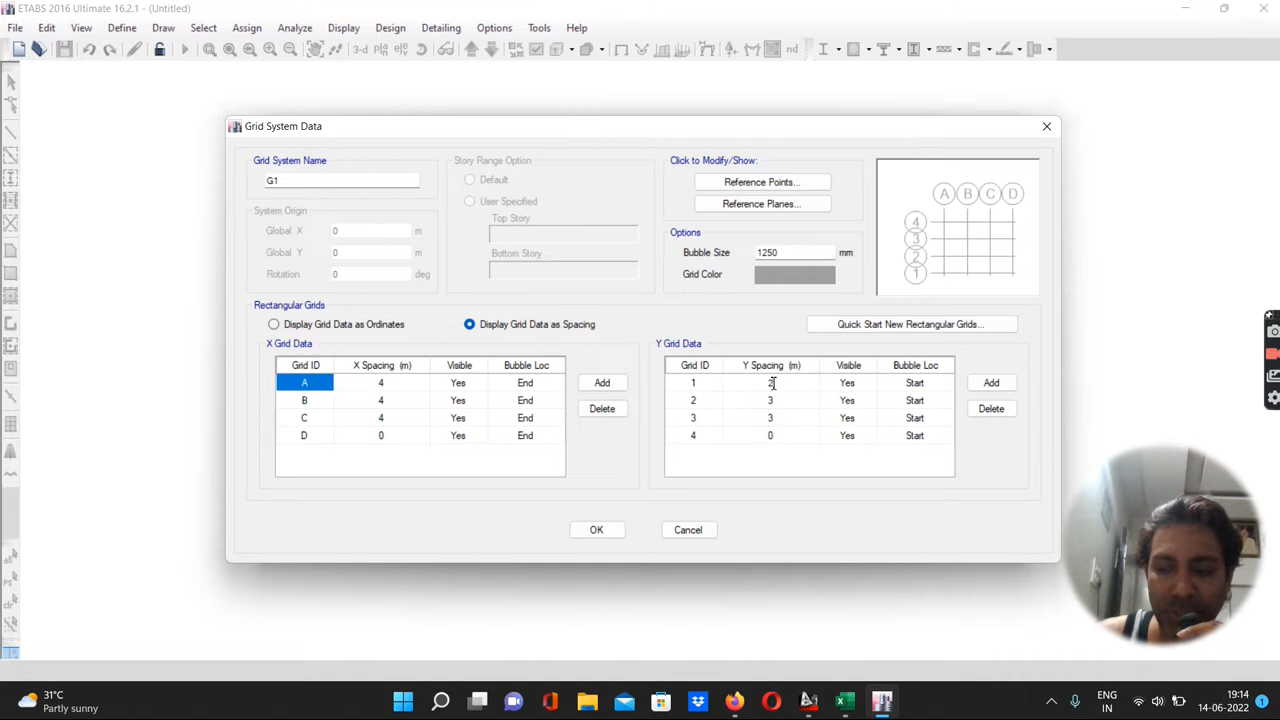 ETABS 2016 Ultimate 16.2.1 - (Untitled)
File Edit View Define Draw Select Assign Analyze Display Design Detailing Options Tools Help
3-d nd
Grid System Data
Grid System Name
G1
System Origin
Global X 0 m
Global Y 0 m
Rotation 0 deg
Story Range Option
Default
User Specified
Top Story
Bottom Story
Click to Modify/Show:
Reference Points...
Reference Planes...
Options
Bubble Size 1250 mm
Grid Color
A B C D
4
3
2
1
Rectangular Grids
Display Grid Data as Ordinates
Display Grid Data as Spacing
Quick Start New Rectangular Grids...
X Grid Data
Grid ID X Spacing (m) Visible Bubble Loc
A 4 Yes End
B 4 Yes End
C 4 Yes End
D 0 Yes End
Add
Delete
Y Grid Data
Grid ID Y Spacing (m) Visible Bubble Loc
1 2 Yes Start
2 3 Yes Start
3 3 Yes Start
4 0 Yes Start
Add
Delete
OK
Cancel
all
clr
31°C
Partly sunny
ENG
IN
19:14
14-06-2022